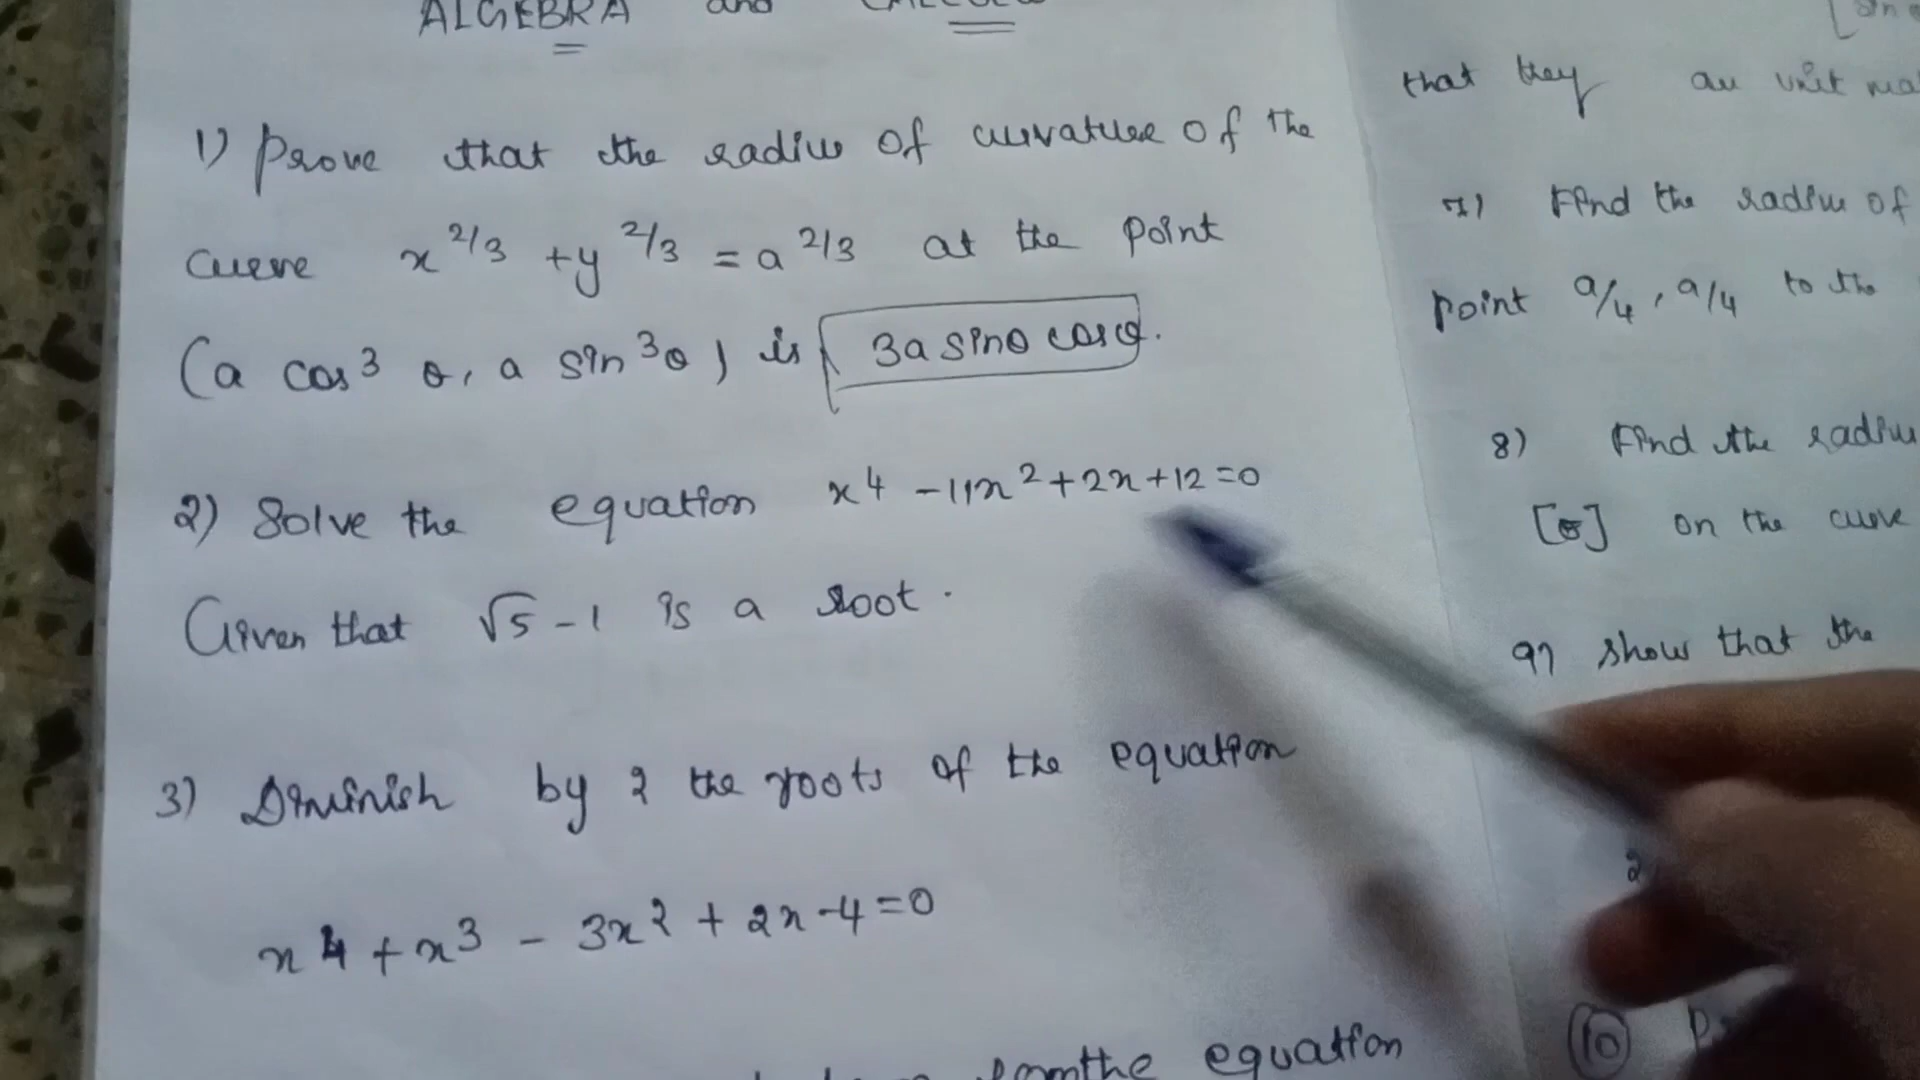 ALGEBRA and
1) Prove that the radius of curvature of the
curve x^2/3 + y^2/3 = a^2/3 at the point
(a cos^3 θ, a sin^3 θ) is 3a sinθ cosθ.
2) Solve the equation x^4 - 11x^2 + 2x + 12 = 0
Given that √5 - 1 is a root.
3) Diminish by 2 the roots of the equation
x^4 + x^3 - 3x^2 + 2x - 4 = 0
the equation
that they are unit
7) Find the radius of
point a/4, a/4 to the
8) Find the radius
[θ] on the curve
9) show that the
2
10